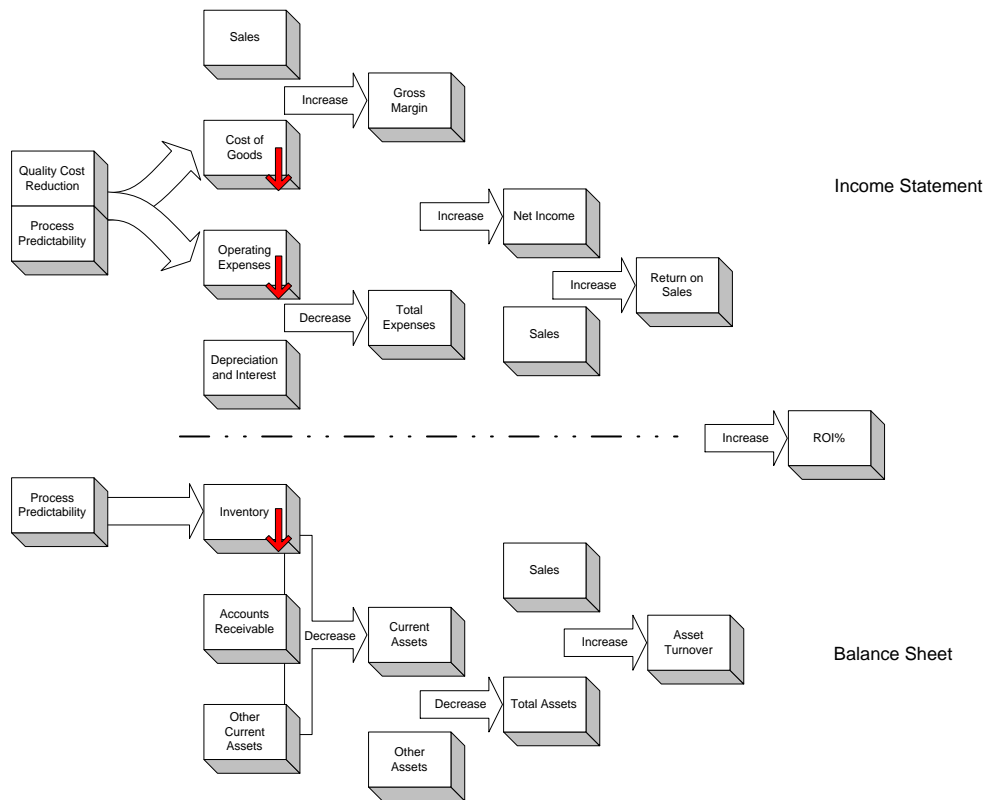 Sales
Increase
Gross
Margin
Cost of
Goods
Quality Cost
Reduction
Process
Predictability
Income Statement
Increase
Net Income
Operating
Expenses
Increase
Return on
Sales
Decrease
Total
Expenses
Sales
Depreciation
and Interest
Increase
ROI%
Process
Predictability
Inventory
Sales
Accounts
Receivable
Decrease
Current
Assets
Increase
Asset
Turnover
Balance Sheet
Other
Current
Assets
Decrease
Total Assets
Other
Assets